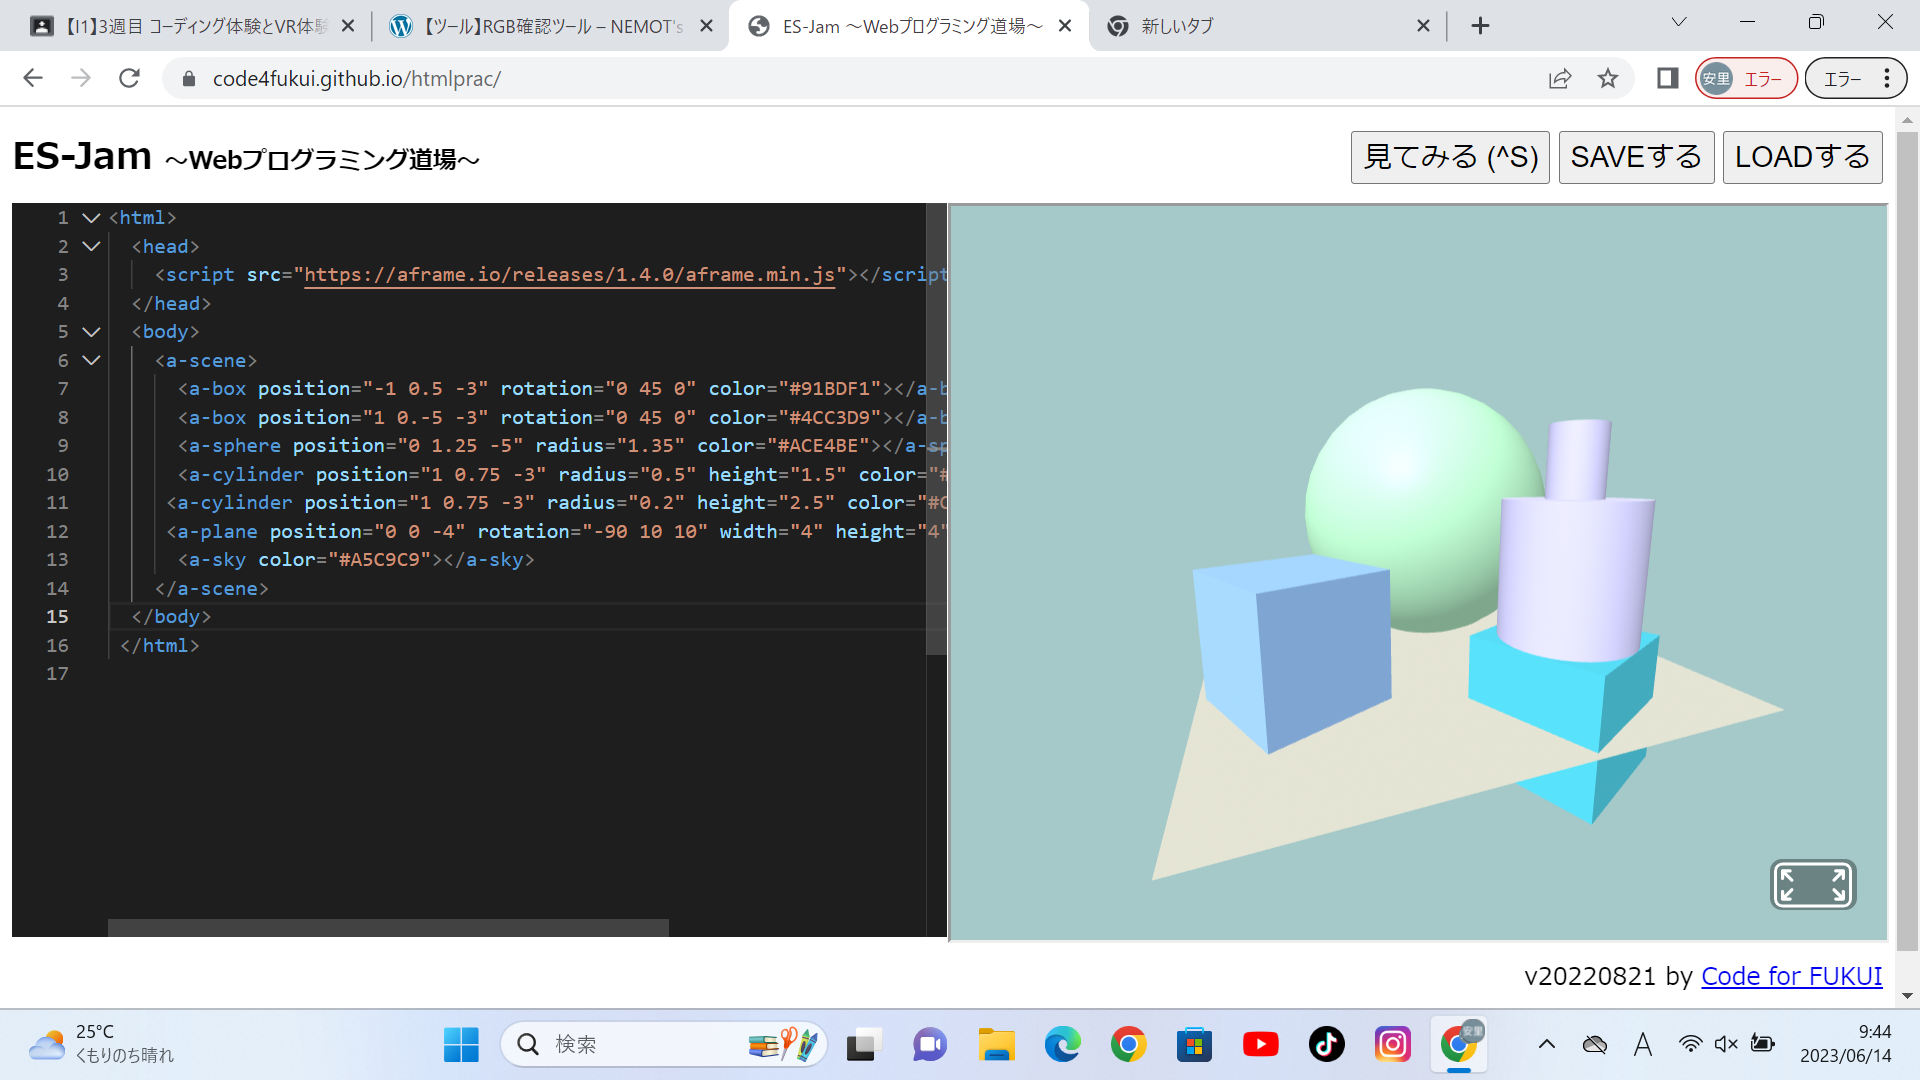 【I1】3週目 コーディング体験とVR体験
【ツール】RGB確認ツール – NEMOT's
ES-Jam ～Webプログラミング道場～
新しいタブ
code4fukui.github.io/htmlprac/
安里 エラー
エラー
ES-Jam ～Webプログラミング道場～
見てみる (^S)
SAVEする
LOADする
1 <html>
2 <head>
3 <script src="https://aframe.io/releases/1.4.0/aframe.min.js"></script
4 </head>
5 <body>
6 <a-scene>
7 <a-box position="-1 0.5 -3" rotation="0 45 0" color="#91BDF1"></a-b
8 <a-box position="1 0.-5 -3" rotation="0 45 0" color="#4CC3D9"></a-b
9 <a-sphere position="0 1.25 -5" radius="1.35" color="#ACE4BE"></a-sp
10 <a-cylinder position="1 0.75 -3" radius="0.5" height="1.5" color="#
11 <a-cylinder position="1 0.75 -3" radius="0.2" height="2.5" color="#C
12 <a-plane position="0 0 -4" rotation="-90 10 10" width="4" height="4"
13 <a-sky color="#A5C9C9"></a-sky>
14 </a-scene>
15 </body>
16 </html>
17
v20220821 by Code for FUKUI
25°C
くもりのち晴れ
検索
安里
A
9:44
2023/06/14